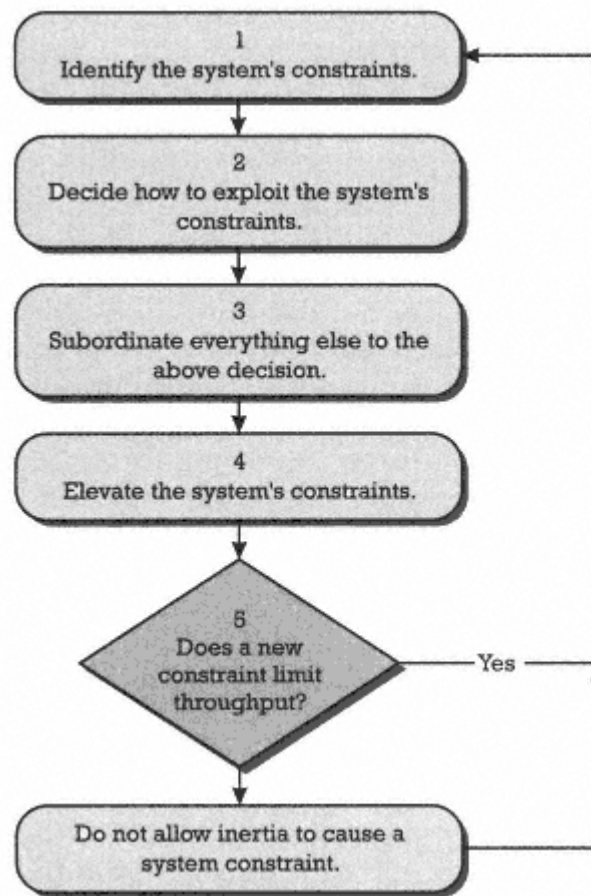 1
Identify the system's constraints.
2
Decide how to exploit the system's
constraints.
3
Subordinate everything else to the
above decision.
4
Elevate the system's constraints.
5
Does a new
constraint limit
throughput?
Yes
Do not allow inertia to cause a
system constraint.